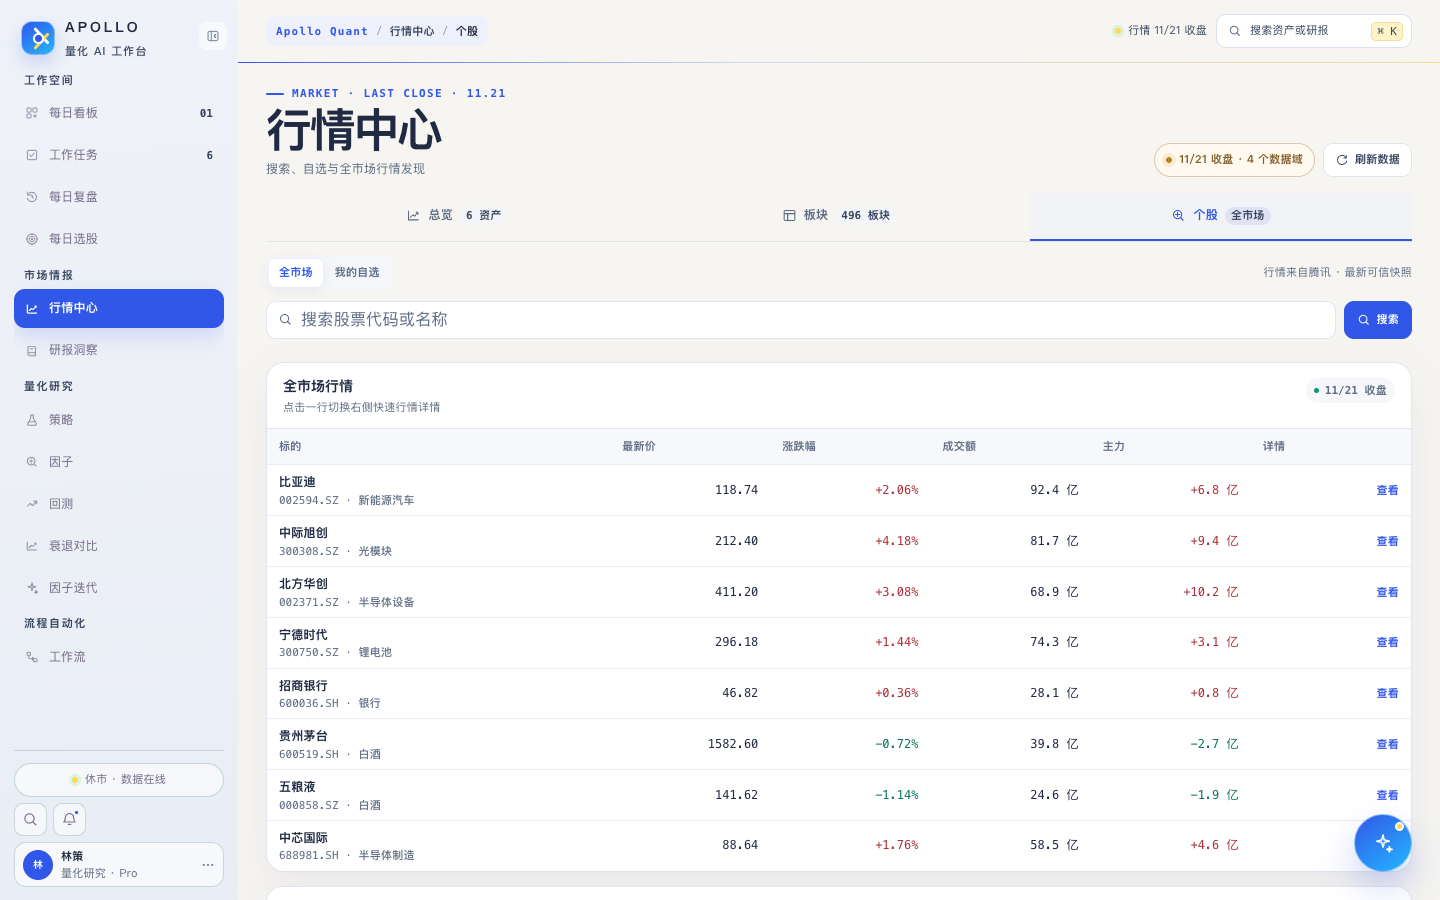 APOLLO
量化 AI 工作台
工作空间
每日看板 01
工作任务 6
每日复盘
每日选股
市场情报
行情中心
研报洞察
量化研究
策略
因子
回测
衰退对比
因子迭代
流程自动化
工作流
休市 · 数据在线
林
林策
量化研究 · Pro
Apollo Quant / 行情中心 / 个股
行情 11/21 收盘
搜索资产或研报 ⌘ K
MARKET · LAST CLOSE · 11.21
行情中心
搜索、自选与全市场行情发现
11/21 收盘 · 4 个数据域
刷新数据
总览 6 资产
板块 496 板块
个股 全市场
全市场 我的自选
行情来自腾讯 · 最新可信快照
搜索股票代码或名称
搜索
全市场行情
点击一行切换右侧快速行情详情
11/21 收盘
标的 最新价 涨跌幅 成交额 主力 详情
比亚迪
002594.SZ · 新能源汽车
118.74 +2.06% 92.4 亿 +6.8 亿 查看
中际旭创
300308.SZ · 光模块
212.40 +4.18% 81.7 亿 +9.4 亿 查看
北方华创
002371.SZ · 半导体设备
411.20 +3.08% 68.9 亿 +10.2 亿 查看
宁德时代
300750.SZ · 锂电池
296.18 +1.44% 74.3 亿 +3.1 亿 查看
招商银行
600036.SH · 银行
46.82 +0.36% 28.1 亿 +0.8 亿 查看
贵州茅台
600519.SH · 白酒
1582.60 −0.72% 39.8 亿 −2.7 亿 查看
五粮液
000858.SZ · 白酒
141.62 −1.14% 24.6 亿 −1.9 亿 查看
中芯国际
688981.SH · 半导体制造
88.64 +1.76% 58.5 亿 +4.6 亿